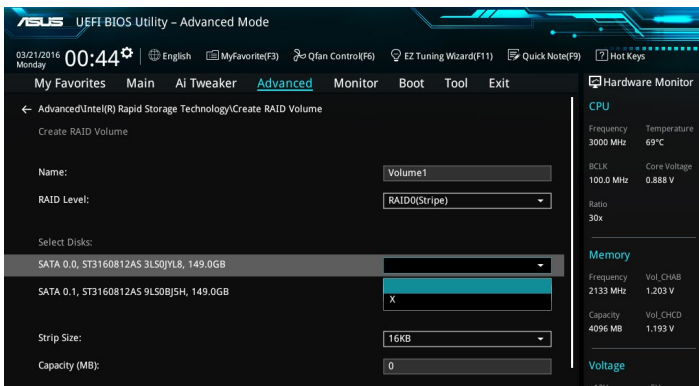 ASUS UEFI BIOS Utility – Advanced Mode
03/21/2016 Monday 00:44 English MyFavorite(F3) Qfan Control(F6) EZ Tuning Wizard(F11) Quick Note(F9) ? Hot Keys
My Favorites Main Ai Tweaker Advanced Monitor Boot Tool Exit
Hardware Monitor
← Advanced\Intel(R) Rapid Storage Technology\Create RAID Volume
Create RAID Volume
Name: Volume1
RAID Level: RAID0(Stripe)
Select Disks:
SATA 0.0, ST3160812AS 3LS0JYL8, 149.0GB
X
SATA 0.1, ST3160812AS 9LS0BJ5H, 149.0GB
Strip Size: 16KB
Capacity (MB): 0
CPU
Frequency Temperature
3000 MHz 69°C
BCLK Core Voltage
100.0 MHz 0.888 V
Ratio
30x
Memory
Frequency Vol_CHAB
2133 MHz 1.203 V
Capacity Vol_CHCD
4096 MB 1.193 V
Voltage